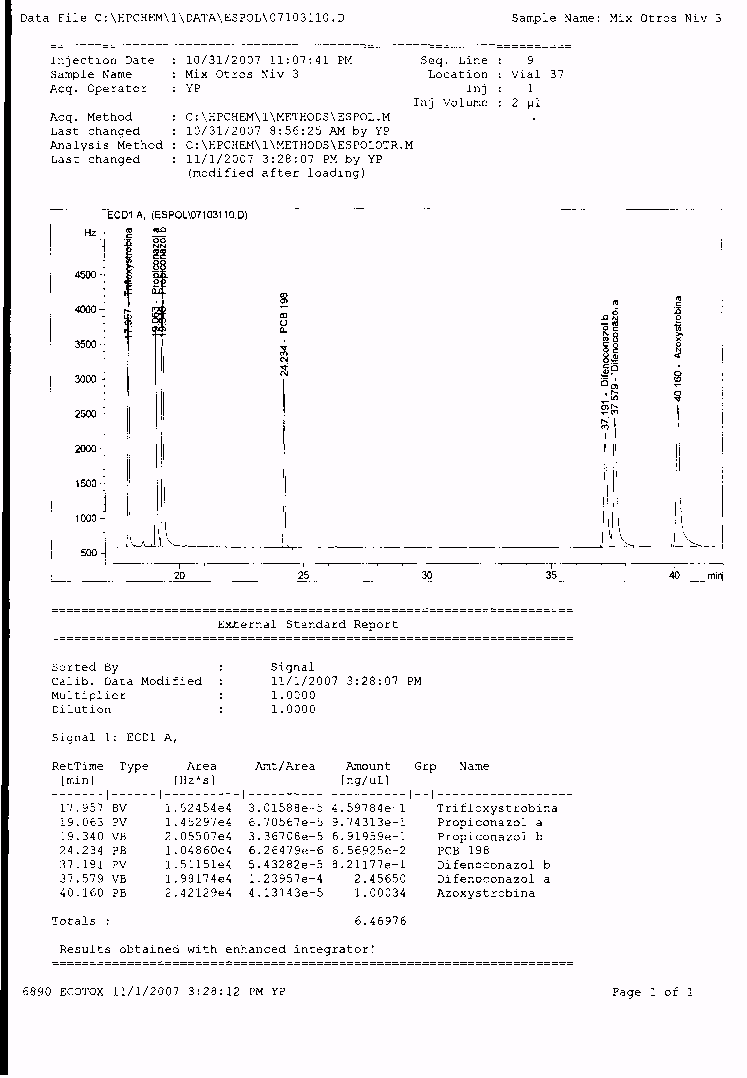 Data File C:\HPCHEM\1\DATA\ESPOL\07103110.D Sample Name: Mix Otros Niv 3
Injection Date : 10/31/2007 11:07:41 PM Seq. Line : 9
Sample Name : Mix Otros Niv 3 Location : Vial 37
Acq. Operator : YP Inj : 1
Inj Volume : 2 µl
Acq. Method : C:\HPCHEM\1\METHODS\ESPOL.M
Last changed : 10/31/2007 8:56:25 AM by YP
Analysis Method : C:\HPCHEM\1\METHODS\ESPOLOTR.M
Last changed : 11/1/2007 3:28:07 PM by YP
(modified after loading)
ECD1 A, (ESPOL\07103110.D)
Hz
4500
4000
3500
3000
2500
2000
1500
1000
500
17.957 - Trifloxystrobina
19.063 - Propiconazol a
19.340 - Propiconazol b
24.234 - PCB 198
37.191 - Difenoconazol b
37.579 - Difenoconazol a
40.160 - Azoxystrobina
20 25 30 35 40 min
External Standard Report
Sorted By : Signal
Calib. Data Modified : 11/1/2007 3:28:07 PM
Multiplier : 1.0000
Dilution : 1.0000
Signal 1: ECD1 A,
RetTime Type Area Amt/Area Amount Grp Name
[min] [Hz*s] [ng/ul]
17.957 BV 1.52454e4 3.01588e-5 4.59784e-1 Trifloxystrobina
19.063 PV 1.45297e4 6.70567e-5 9.74313e-1 Propiconazol a
19.340 VB 2.05507e4 3.36706e-5 6.91959e-1 Propiconazol b
24.234 PB 1.04860e4 6.26479e-6 6.56925e-2 PCB 198
37.191 PV 1.51151e4 5.43282e-5 8.21177e-1 Difenoconazol b
37.579 VB 1.98174e4 1.23957e-4 2.45650 Difenoconazol a
40.160 PB 2.42129e4 4.13143e-5 1.00034 Azoxystrobina
Totals : 6.46976
Results obtained with enhanced integrator!
6890 ECOTOX 11/1/2007 3:28:12 PM YP Page 1 of 1